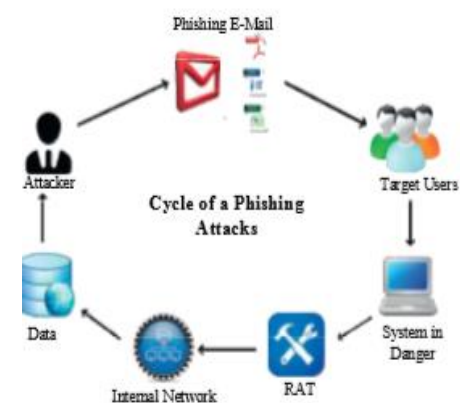 Phishing E-Mail
Attacker
Target Users
Cycle of a Phishing
Attacks
Data
System in
Danger
RAT
Internal Network